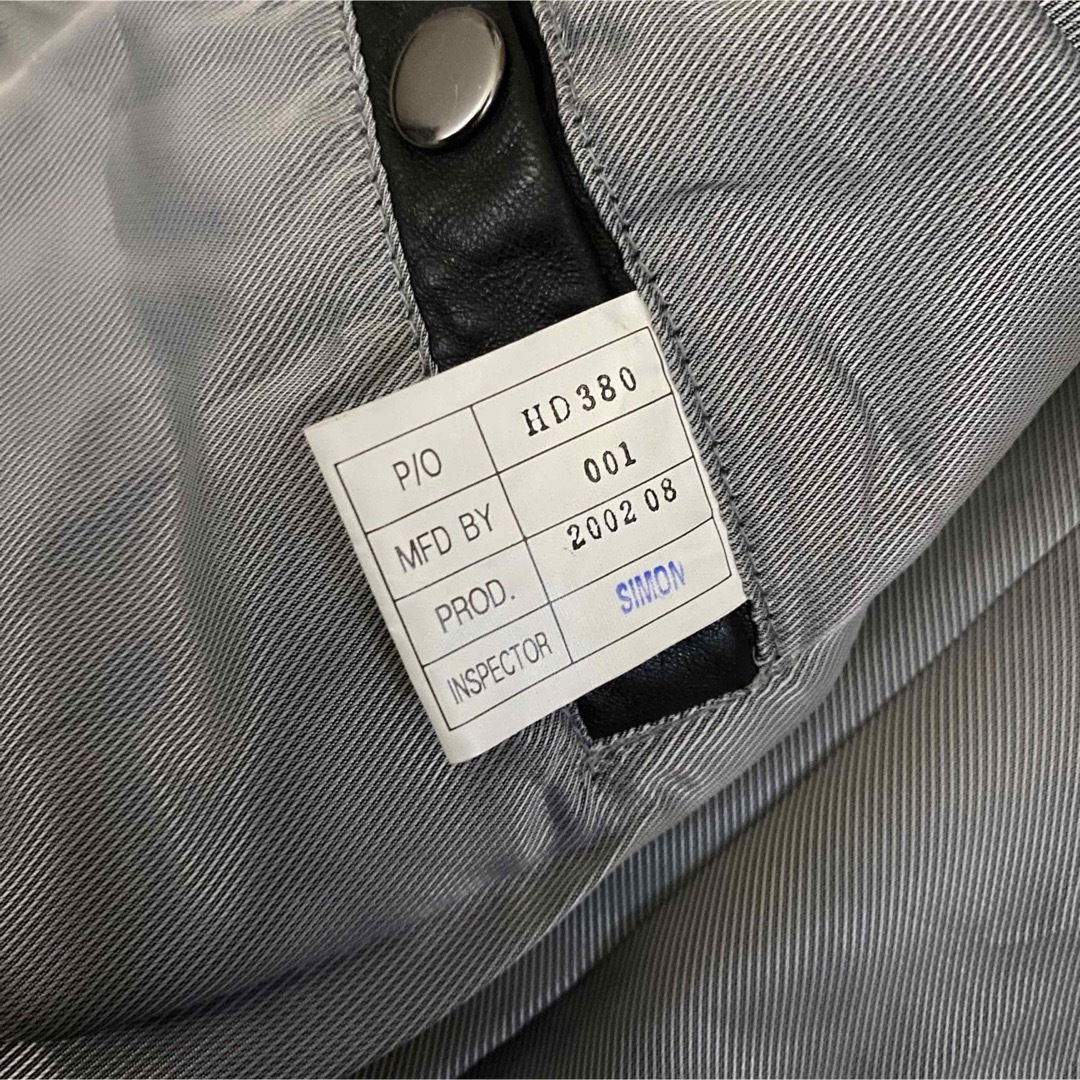 P/O HD380
MFD BY 001
PROD. 2002 08
INSPECTOR SIMON